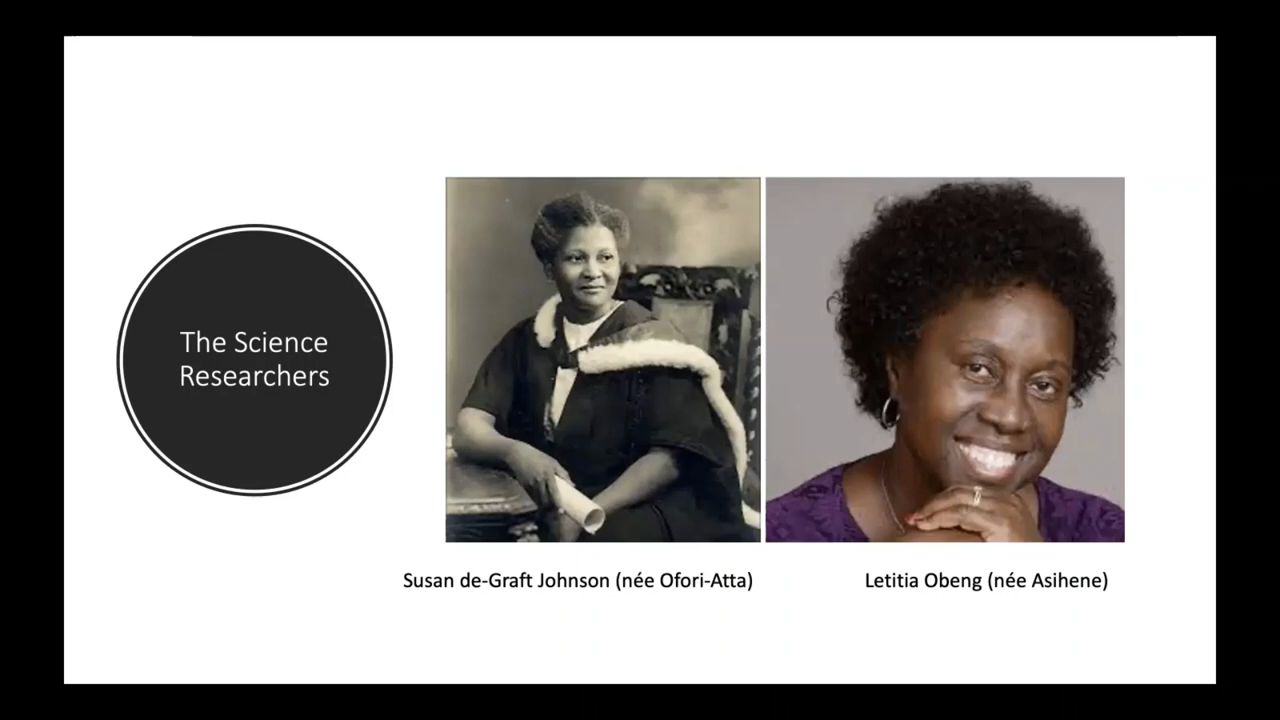 The Science
Researchers
Susan de-Graft Johnson (née Ofori-Atta)
Letitia Obeng (née Asihene)